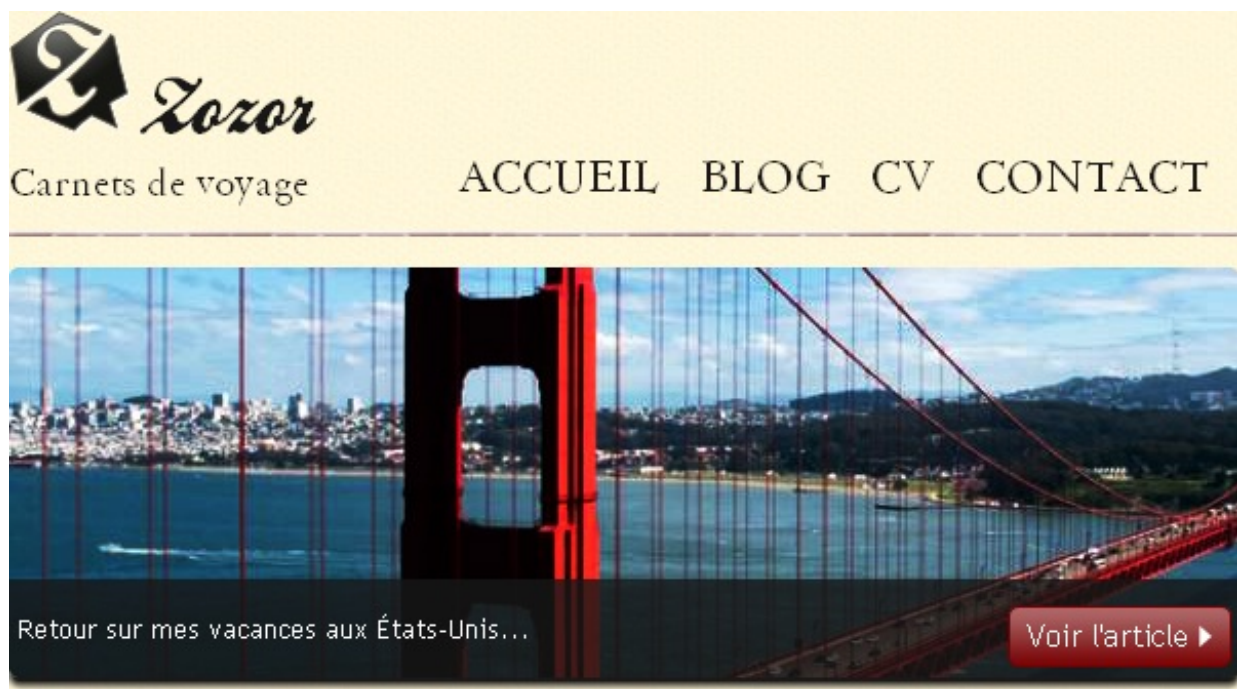 Zozor
Carnets de voyage
ACCUEIL BLOG CV CONTACT
Retour sur mes vacances aux États-Unis...
Voir l'article